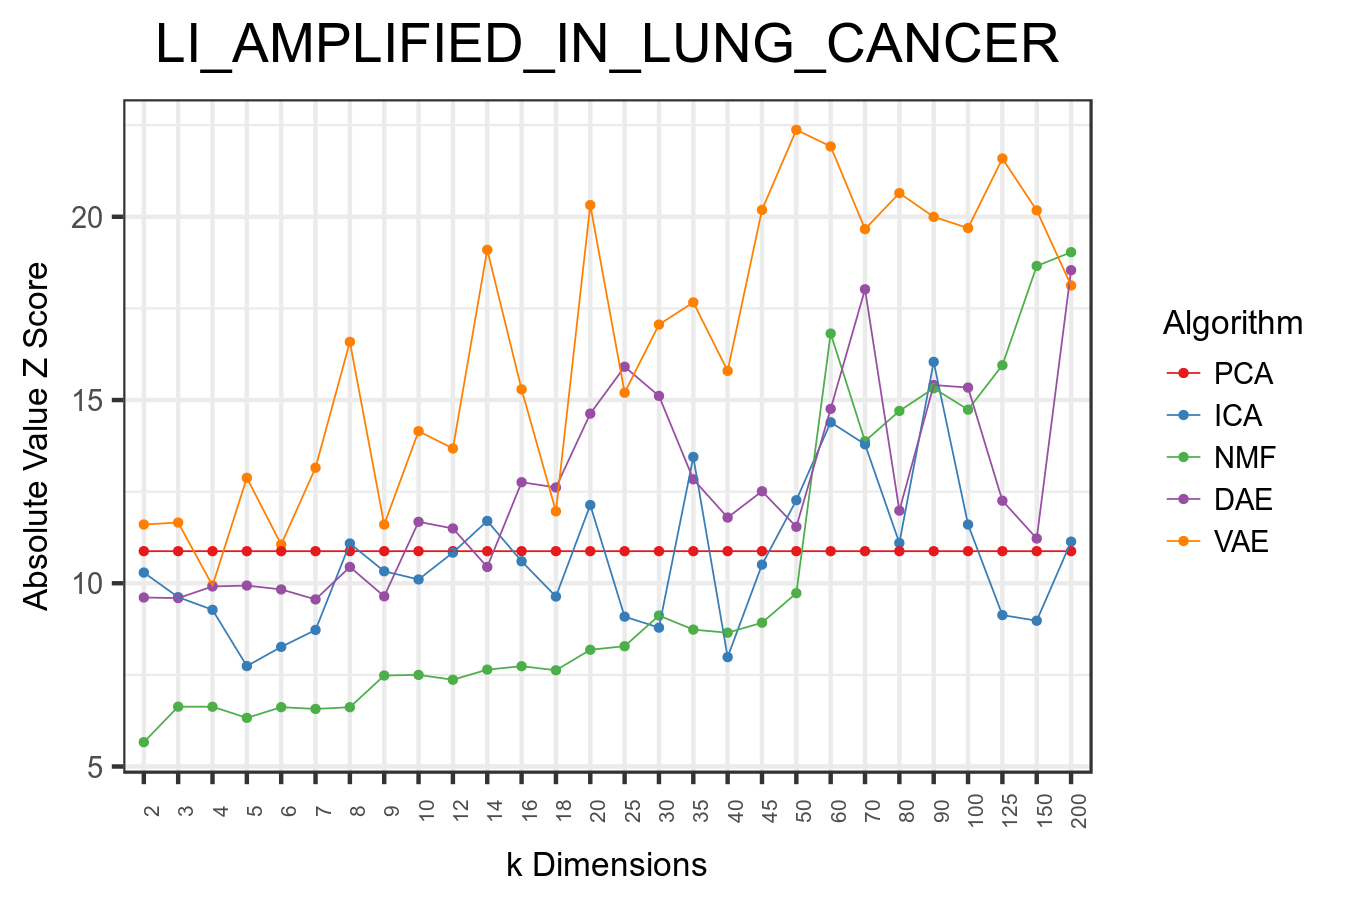 LI_AMPLIFIED_IN_LUNG_CANCER
Absolute Value Z Score
20
15
10
5
2 3 4 5 6 7 8 9 10 12 14 16 18 20 25 30 35 40 45 50 60 70 80 90 100 125 150 200
k Dimensions
Algorithm
PCA
ICA
NMF
DAE
VAE